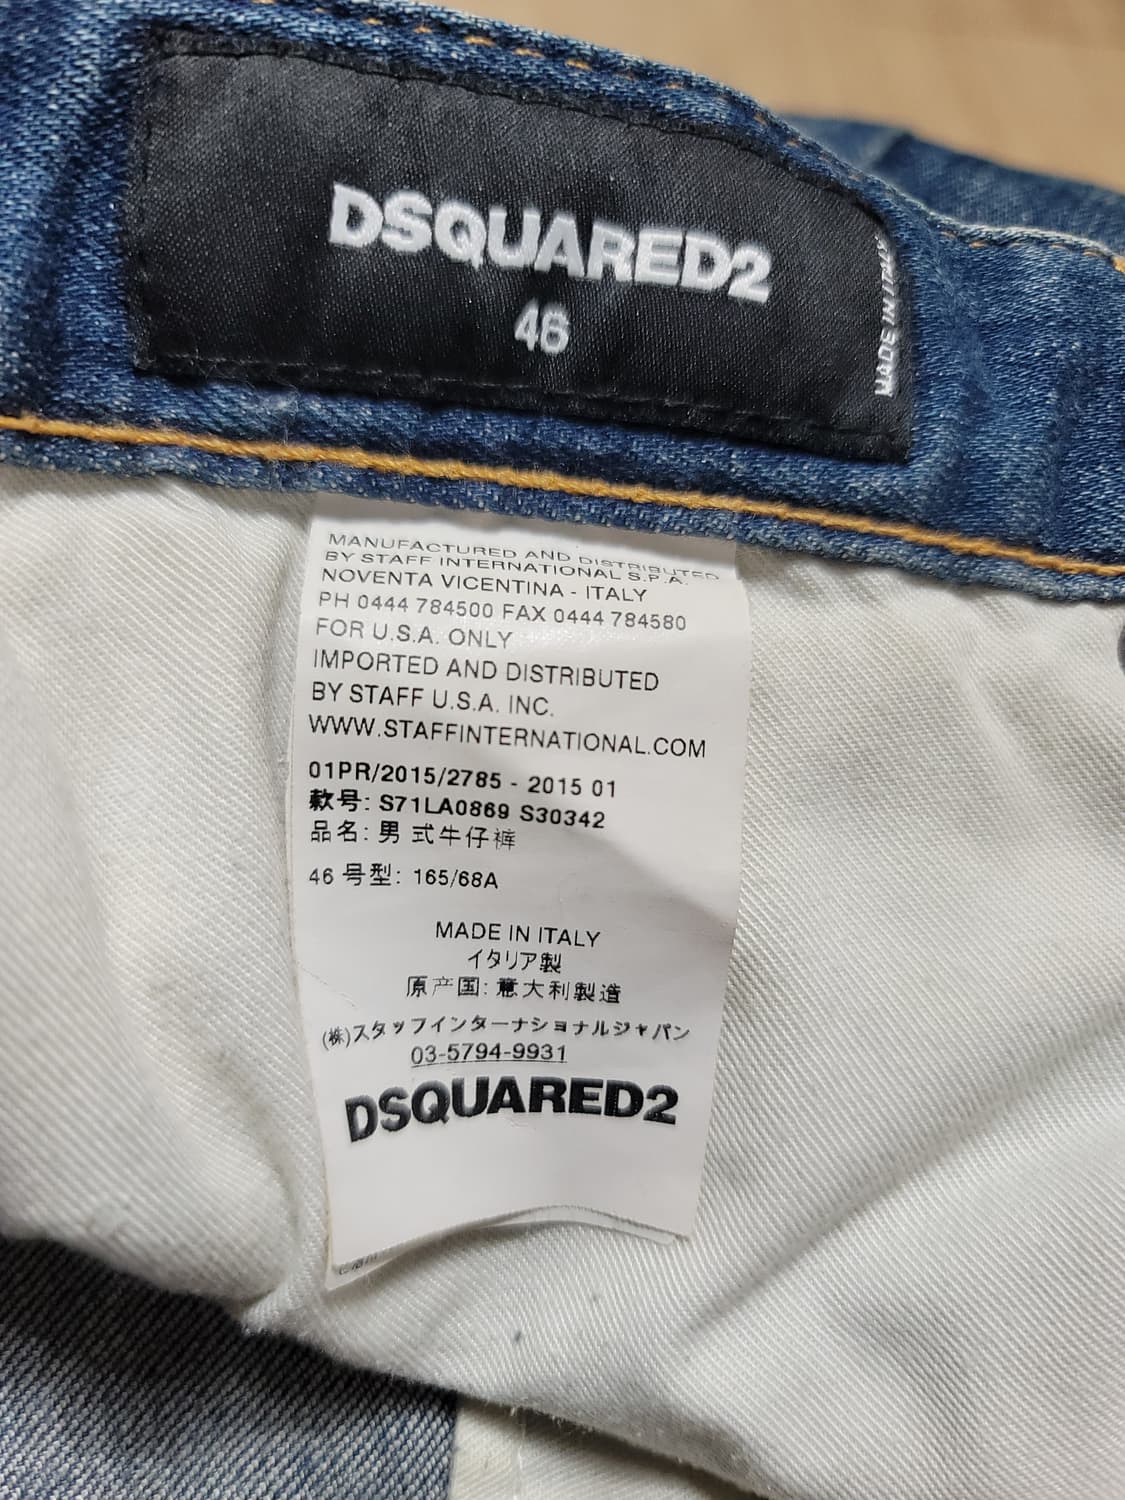 DSQUARED2
46
MADE IN ITALY
MANUFACTURED AND DISTRIBUTED
BY STAFF INTERNATIONAL S.P.A.
NOVENTA VICENTINA - ITALY
PH 0444 784500 FAX 0444 784580
FOR U.S.A. ONLY
IMPORTED AND DISTRIBUTED
BY STAFF U.S.A. INC.
WWW.STAFFINTERNATIONAL.COM
01PR/2015/2785 - 2015 01
款号: S71LA0869 S30342
品名: 男 式牛仔裤
46 号型: 165/68A
MADE IN ITALY
イタリア製
原产国: 意大利製造
(株)スタッフインターナショナルジャパン
03-5794-9931
DSQUARED2